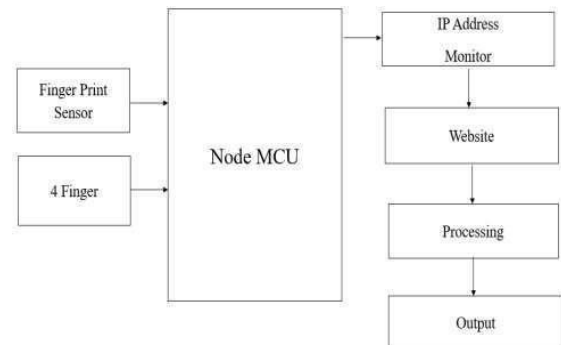 Finger Print
Sensor
4 Finger
Node MCU
IP Address
Monitor
Website
Processing
Output